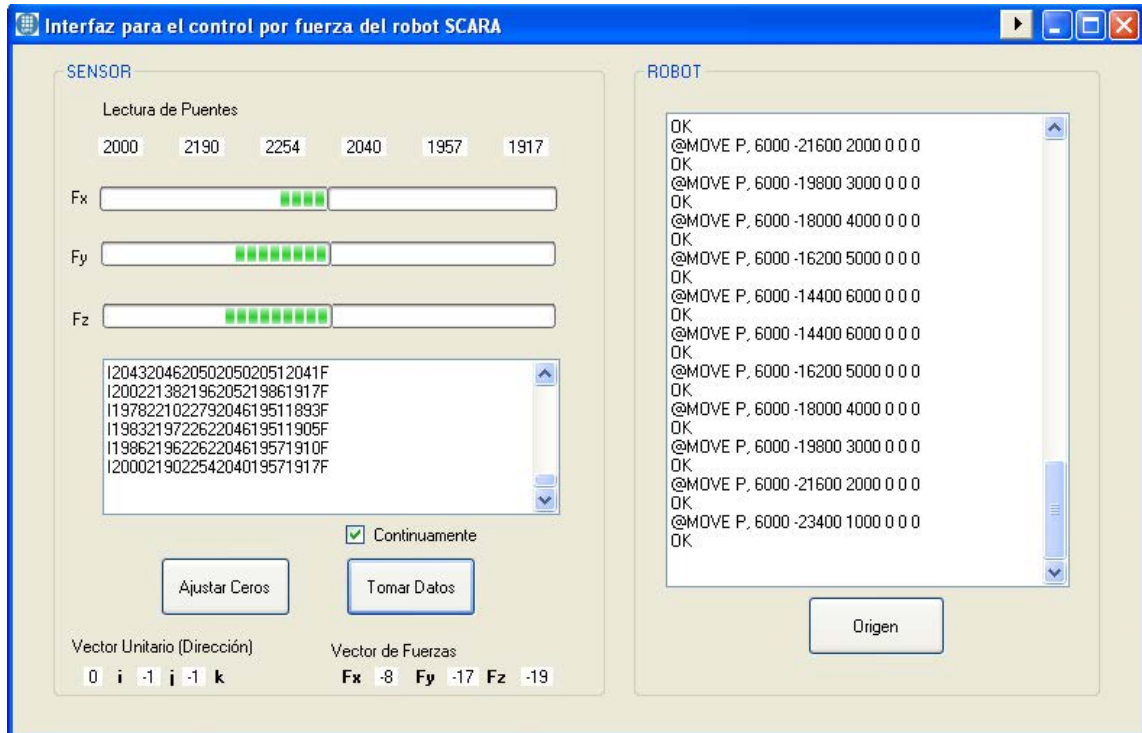 Interfaz para el control por fuerza del robot SCARA
SENSOR
Lectura de Puentes
2000 2190 2254 2040 1957 1917
Fx
Fy
Fz
I204320462050205020512041F
I200221382196205219861917F
I197822102279204619511893F
I198321972262204619511905F
I198621962262204619571910F
I200021902254204019571917F
Continuamente
Ajustar Ceros Tomar Datos
Vector Unitario (Dirección) Vector de Fuerzas
0 i -1 j -1 k Fx -8 Fy -17 Fz -19
ROBOT
OK
@MOVE P, 6000 -21600 2000 0 0 0
OK
@MOVE P, 6000 -19800 3000 0 0 0
OK
@MOVE P, 6000 -18000 4000 0 0 0
OK
@MOVE P, 6000 -16200 5000 0 0 0
OK
@MOVE P, 6000 -14400 6000 0 0 0
OK
@MOVE P, 6000 -14400 6000 0 0 0
OK
@MOVE P, 6000 -16200 5000 0 0 0
OK
@MOVE P, 6000 -18000 4000 0 0 0
OK
@MOVE P, 6000 -19800 3000 0 0 0
OK
@MOVE P, 6000 -21600 2000 0 0 0
OK
@MOVE P, 6000 -23400 1000 0 0 0
OK
Origen